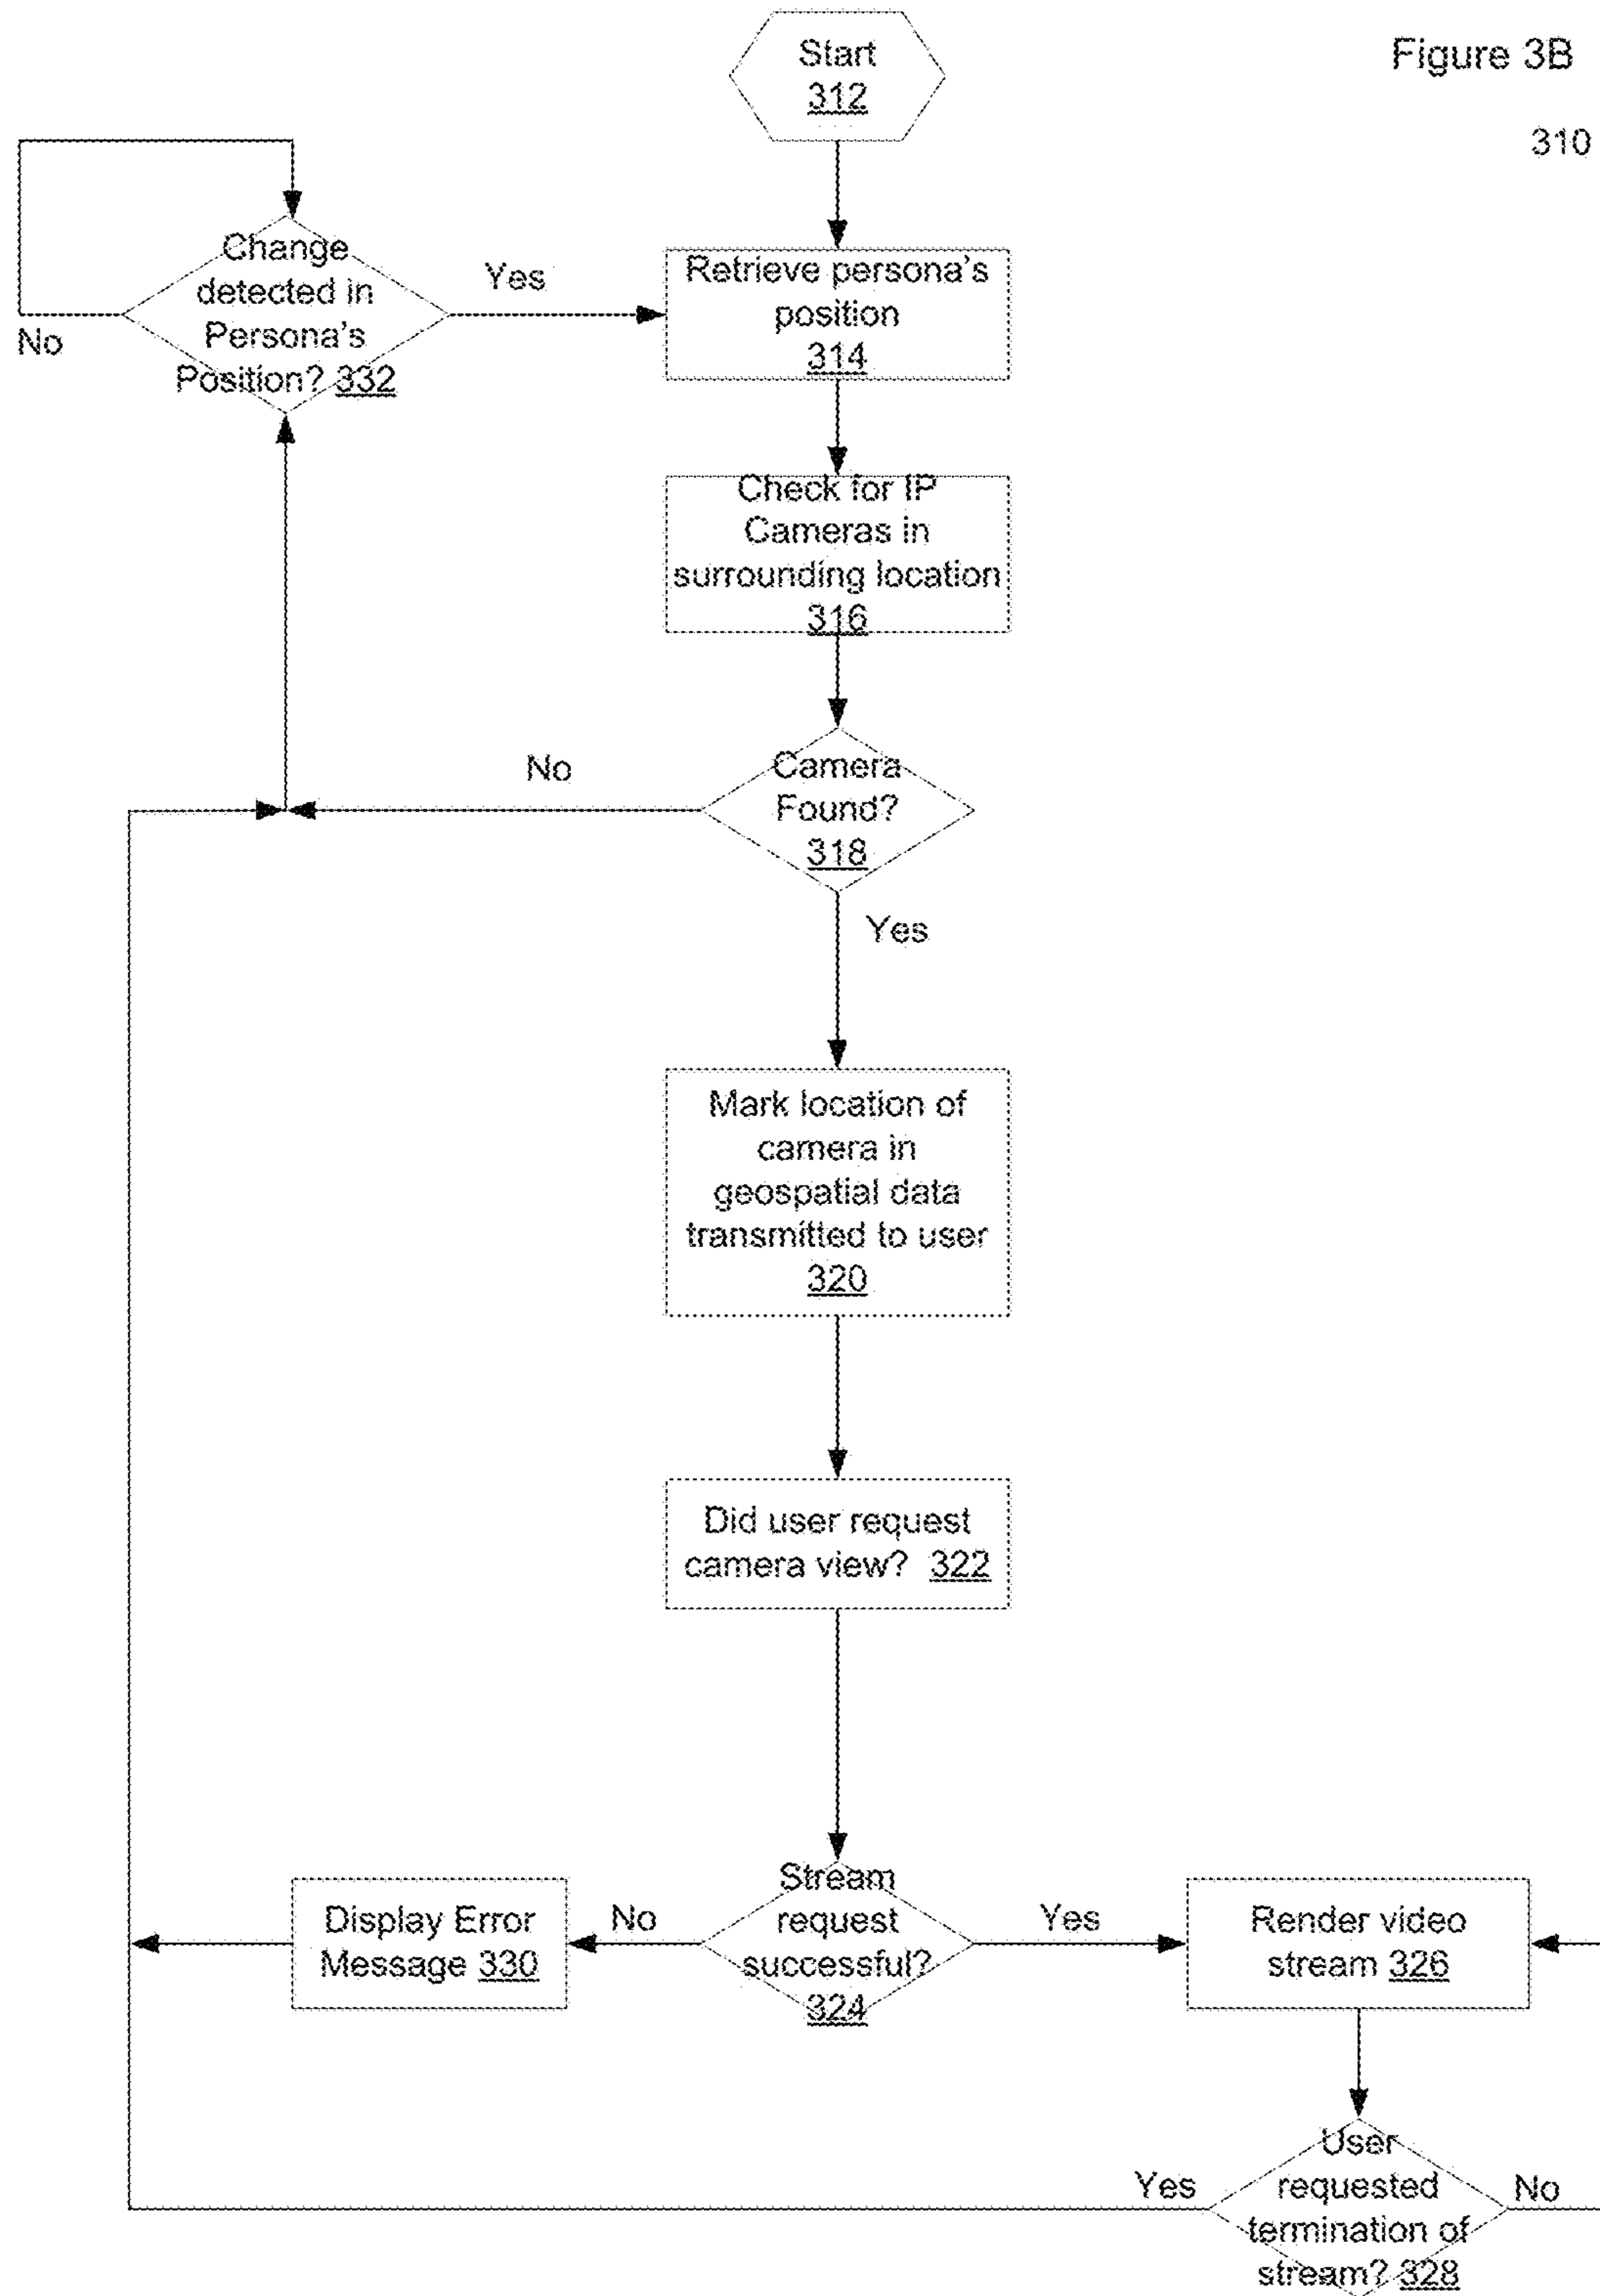 Figure 3B
310
Start
312
Change
detected in
Persona's
Position? 332
No
Yes
Retrieve persona's
position
314
Check for IP
Cameras in
surrounding location
316
Camera
Found?
318
No
Yes
Mark location of
camera in
geospatial data
transmitted to user
320
Did user request
camera view? 322
Stream
request
successful?
324
No
Yes
Display Error
Message 330
Render video
stream 326
User
requested
termination of
stream? 328
Yes
No